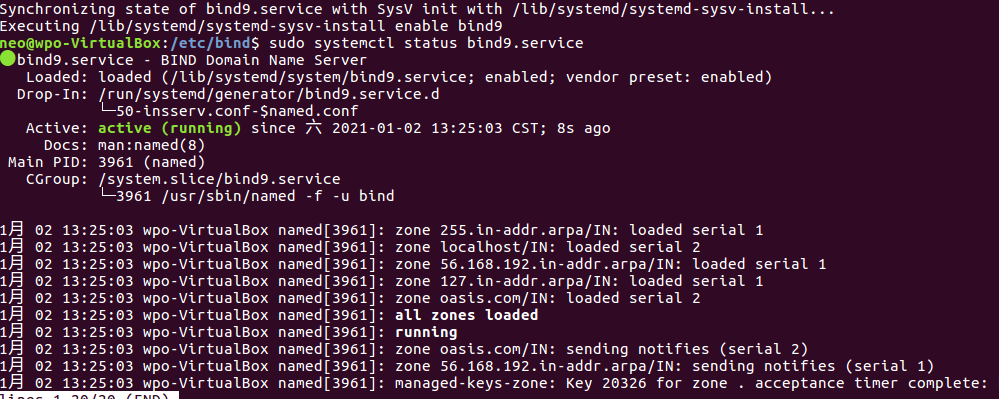 Synchronizing state of bind9.service with SysV init with /lib/systemd/systemd-sysv-install...
Executing /lib/systemd/systemd-sysv-install enable bind9
neo@wpo-VirtualBox:/etc/bind$ sudo systemctl status bind9.service
●bind9.service - BIND Domain Name Server
   Loaded: loaded (/lib/systemd/system/bind9.service; enabled; vendor preset: enabled)
  Drop-In: /run/systemd/generator/bind9.service.d
           └─50-insserv.conf-$named.conf
   Active: active (running) since 六 2021-01-02 13:25:03 CST; 8s ago
     Docs: man:named(8)
 Main PID: 3961 (named)
   CGroup: /system.slice/bind9.service
           └─3961 /usr/sbin/named -f -u bind
1月 02 13:25:03 wpo-VirtualBox named[3961]: zone 255.in-addr.arpa/IN: loaded serial 1
1月 02 13:25:03 wpo-VirtualBox named[3961]: zone localhost/IN: loaded serial 2
1月 02 13:25:03 wpo-VirtualBox named[3961]: zone 56.168.192.in-addr.arpa/IN: loaded serial 1
1月 02 13:25:03 wpo-VirtualBox named[3961]: zone 127.in-addr.arpa/IN: loaded serial 1
1月 02 13:25:03 wpo-VirtualBox named[3961]: zone oasis.com/IN: loaded serial 2
1月 02 13:25:03 wpo-VirtualBox named[3961]: all zones loaded
1月 02 13:25:03 wpo-VirtualBox named[3961]: running
1月 02 13:25:03 wpo-VirtualBox named[3961]: zone oasis.com/IN: sending notifies (serial 2)
1月 02 13:25:03 wpo-VirtualBox named[3961]: zone 56.168.192.in-addr.arpa/IN: sending notifies (serial 1)
1月 02 13:25:03 wpo-VirtualBox named[3961]: managed-keys-zone: Key 20326 for zone . acceptance timer complete:
lines 1-20/20 (END)